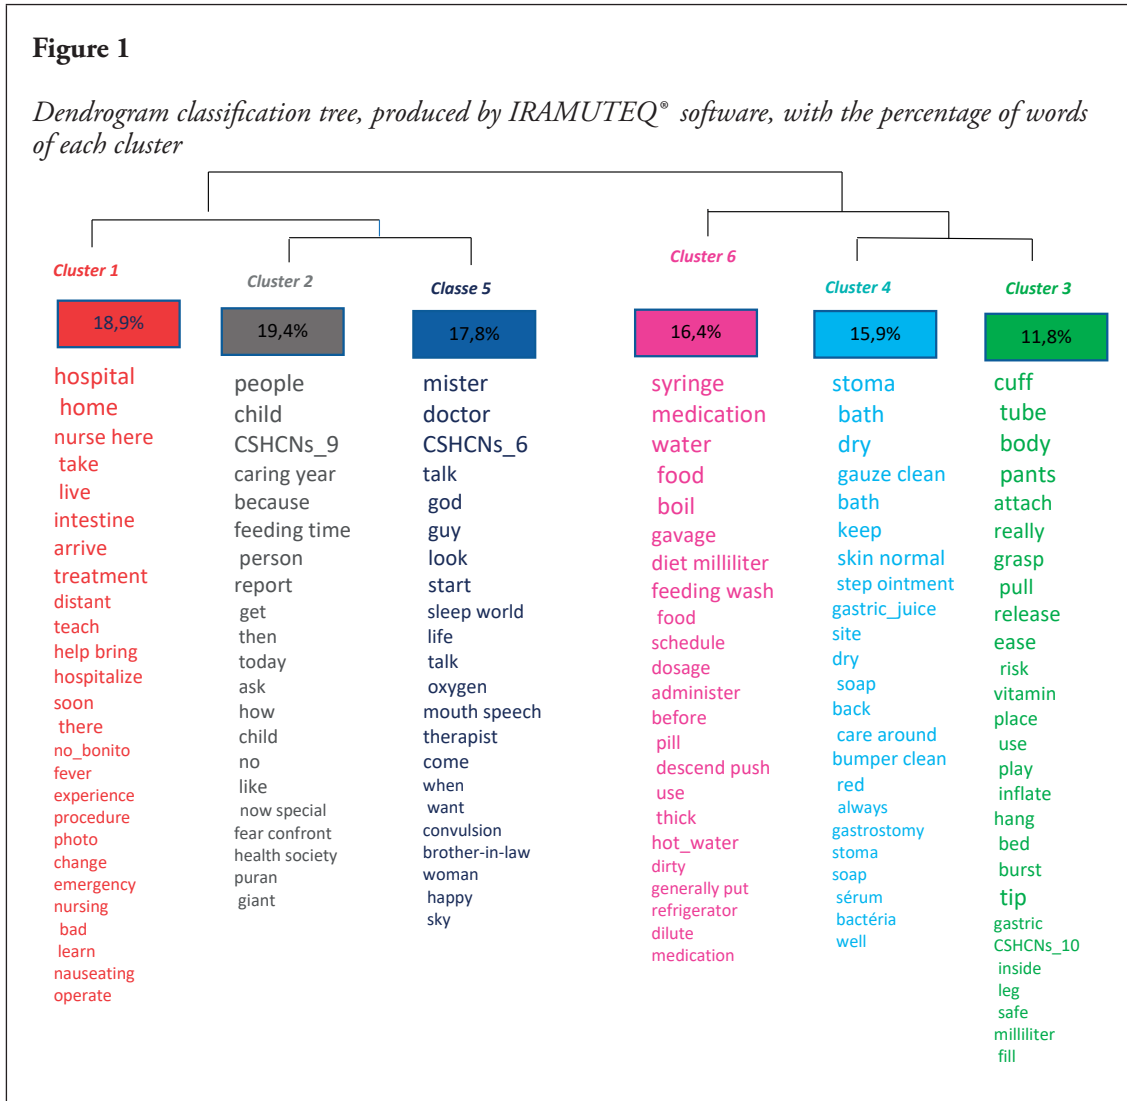 Figure 1
Dendrogram classification tree, produced by IRAMUTEQ® software, with the percentage of words
of each cluster
Cluster 1
18,9%
hospital
home
nurse here
take
live
intestine
arrive
treatment
distant
teach
help bring
hospitalize
soon
there
no_bonito
fever
experience
procedure
photo
change
emergency
nursing
bad
learn
nauseating
operate
Cluster 2
19,4%
people
child
CSHCNs_9
caring year
because
feeding time
person
report
get
then
today
ask
how
child
no
like
now special
fear confront
health society
puran
giant
Classe 5
17,8%
mister
doctor
CSHCNs_6
talk
god
guy
look
start
sleep world
life
talk
oxygen
mouth speech
therapist
come
when
want
convulsion
brother-in-law
woman
happy
sky
Cluster 6
16,4%
syringe
medication
water
food
boil
gavage
diet milliliter
feeding wash
food
schedule
dosage
administer
before
pill
descend push
use
thick
hot_water
dirty
generally put
refrigerator
dilute
medication
Cluster 4
15,9%
stoma
bath
dry
gauze clean
bath
keep
skin normal
step ointment
gastric_juice
site
dry
soap
back
care around
bumper clean
red
always
gastrostomy
stoma
soap
sérum
bactéria
well
Cluster 3
11,8%
cuff
tube
body
pants
attach
really
grasp
pull
release
ease
risk
vitamin
place
use
play
inflate
hang
bed
burst
tip
gastric
CSHCNs_10
inside
leg
safe
milliliter
fill